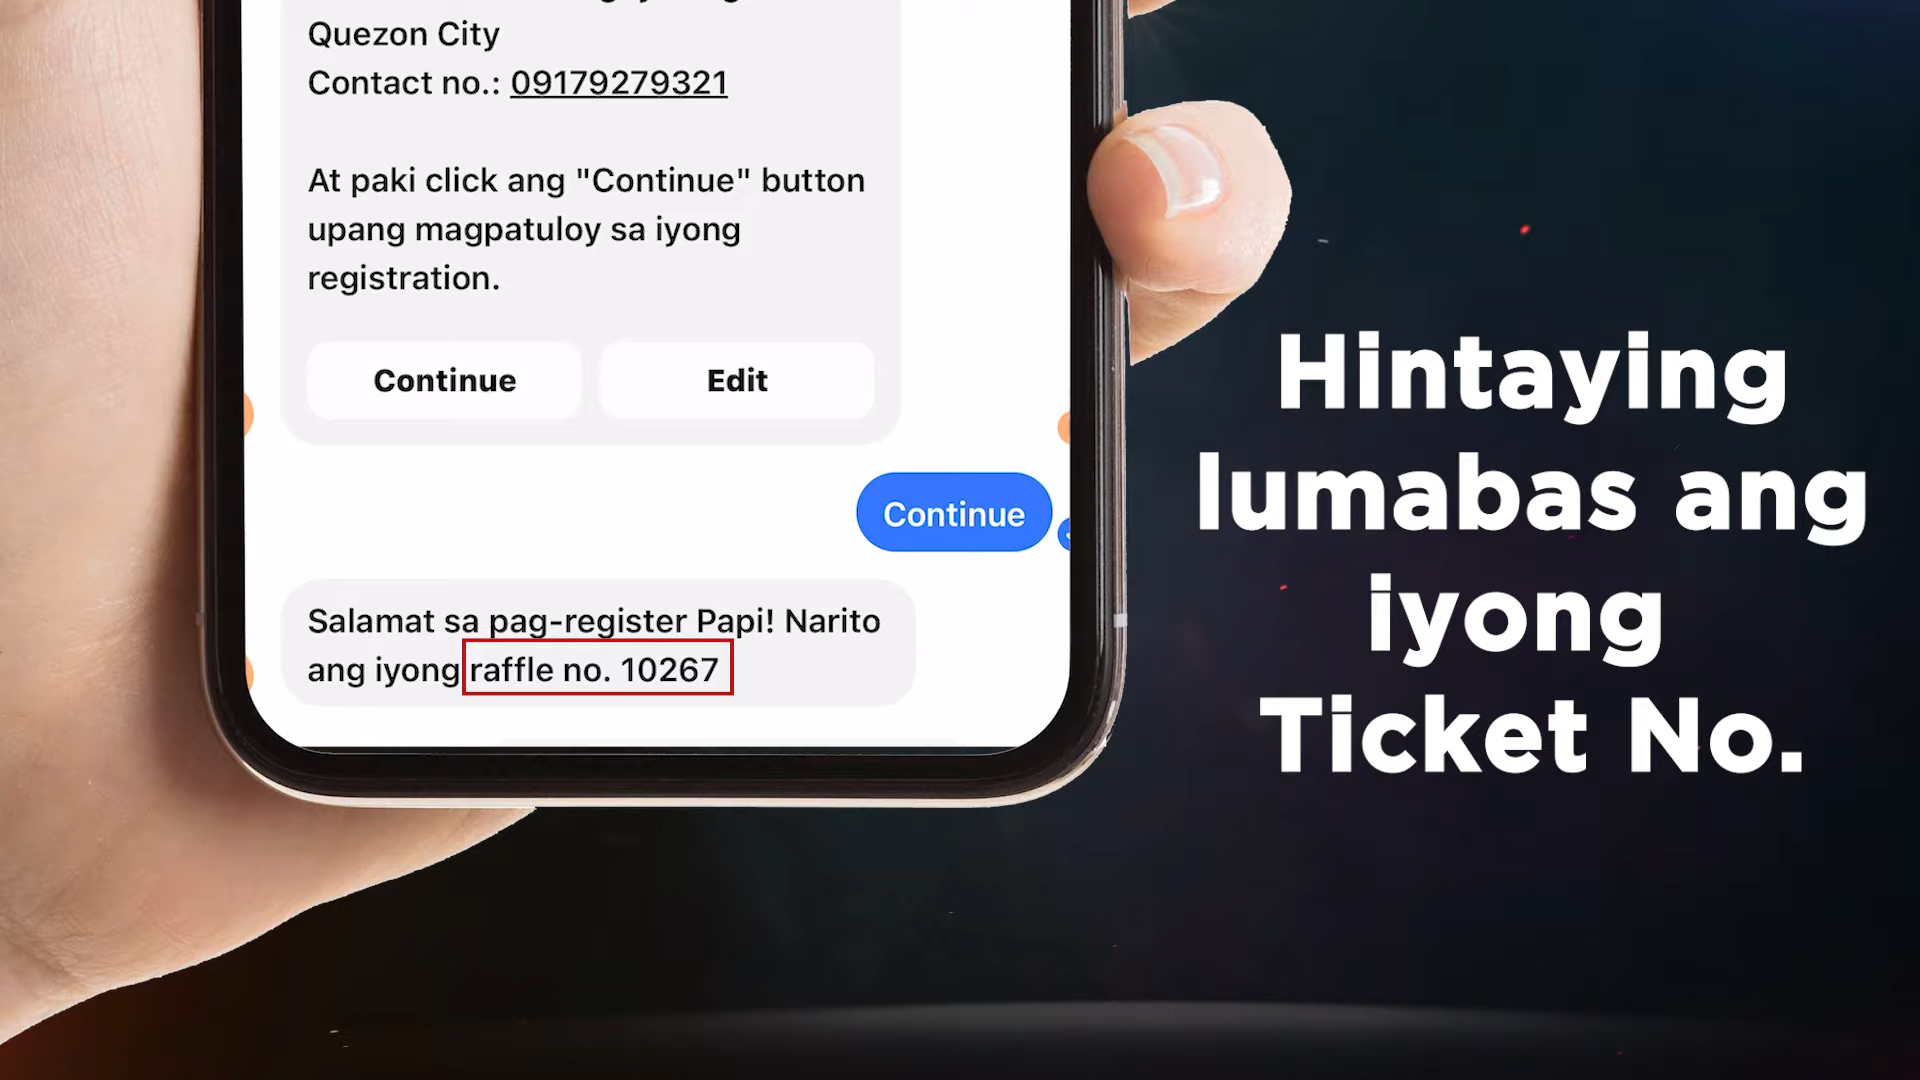 Quezon City
Contact no.: 09179279321
At paki click ang "Continue" button
upang magpatuloy sa iyong
registration.
Continue
Edit
Continue
Salamat sa pag-register Papi! Narito
ang iyong raffle no. 10267
Hintaying
lumabas ang
iyong
Ticket No.